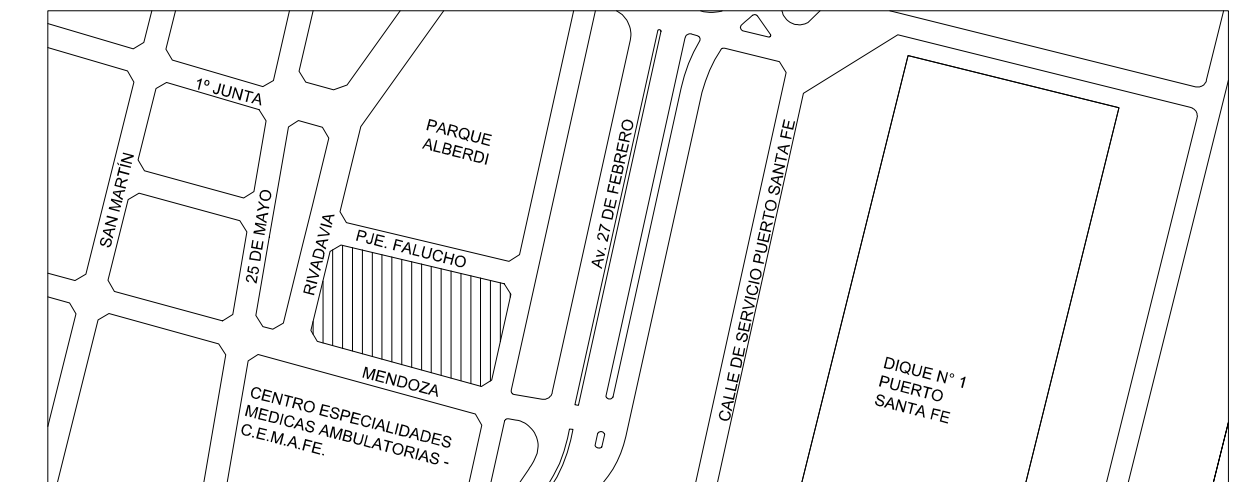 1º JUNTA
PARQUE
ALBERDI
SAN MARTÍN
25 DE MAYO
RIVADAVIA
PJE. FALUCHO
Av. 27 DE FEBRERO
CALLE DE SERVICIO PUERTO SANTA FE
MENDOZA
CENTRO ESPECIALIDADES
MEDICAS AMBULATORIAS -
C.E.M.A.FE.
DIQUE N° 1
PUERTO
SANTA FE